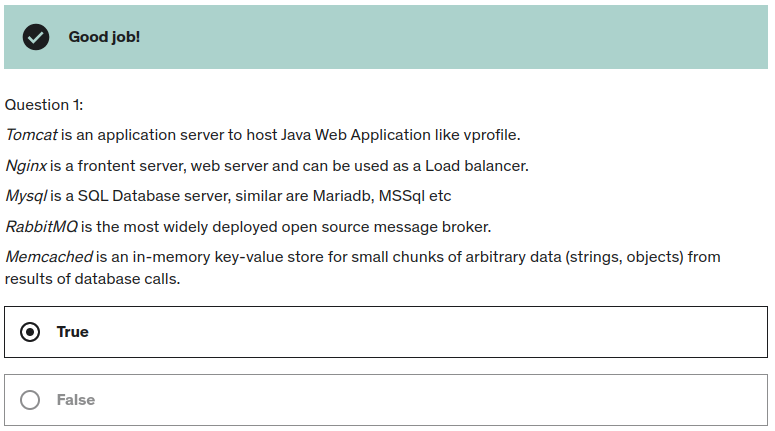 Good job!
Question 1:
Tomcat is an application server to host Java Web Application like vprofile.
Nginx is a frontent server, web server and can be used as a Load balancer.
Mysql is a SQL Database server, similar are Mariadb, MSSql etc
RabbitMQ is the most widely deployed open source message broker.
Memcached is an in-memory key-value store for small chunks of arbitrary data (strings, objects) from
results of database calls.
True
False